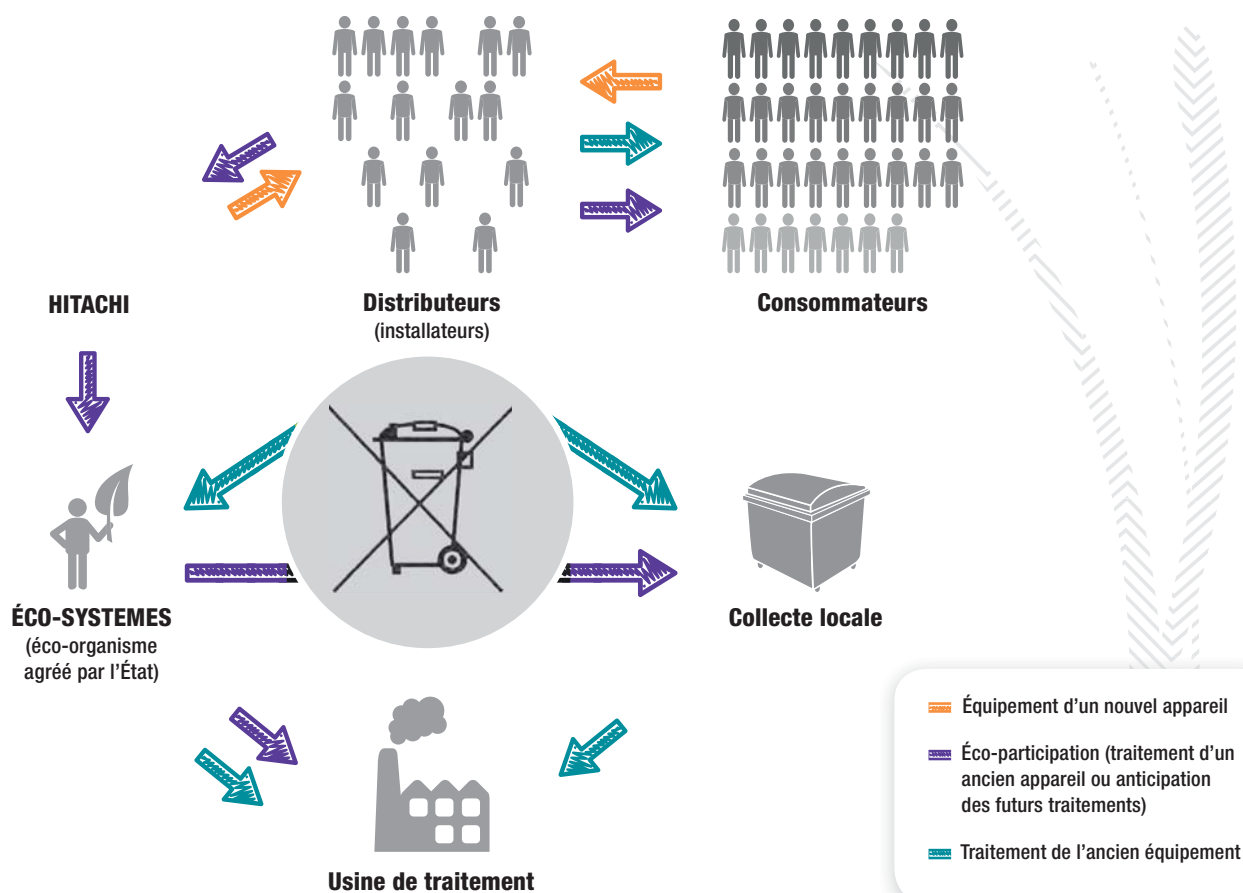 HITACHI
Distributeurs
(installateurs)
Consommateurs
ÉCO-SYSTEMES
(éco-organisme
agréé par l’État)
Collecte locale
Usine de traitement
Équipement d’un nouvel appareil
Éco-participation (traitement d’un
ancien appareil ou anticipation
des futurs traitements)
Traitement de l’ancien équipement